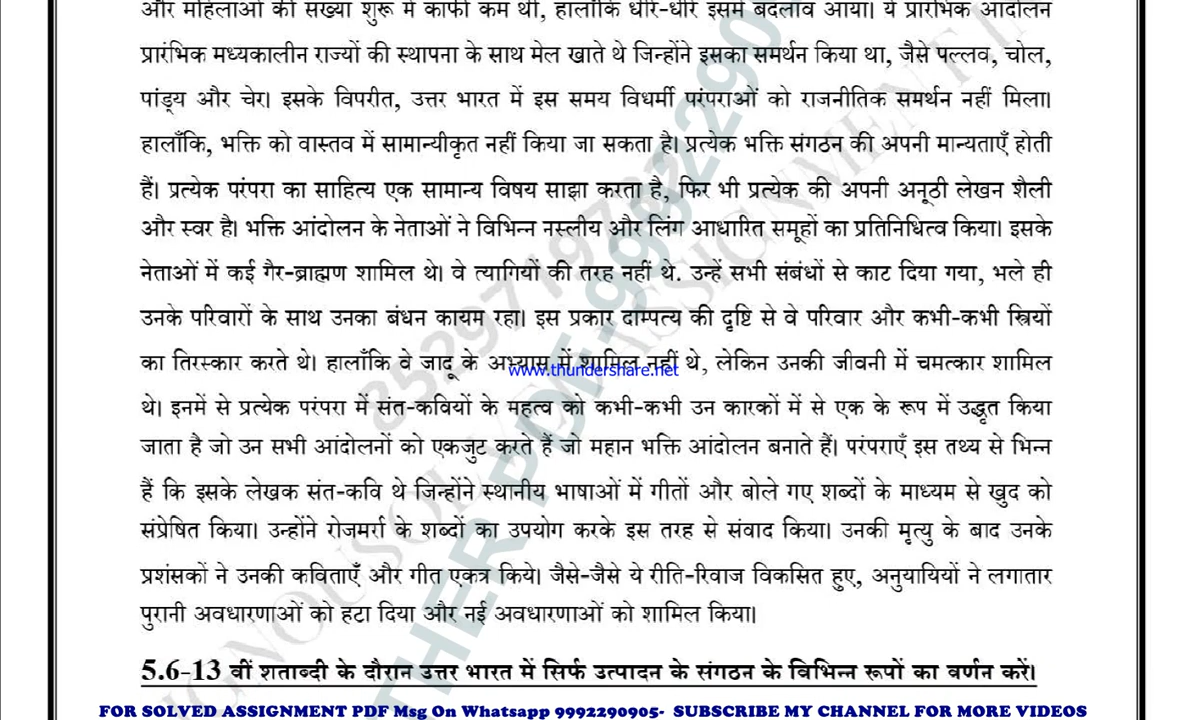 और महिलाओं की संख्या शुरू में काफी कम थी, हालाँकि धीरे-धीरे इसमें बदलाव आया। ये प्रारंभिक आंदोलन
प्रारंभिक मध्यकालीन राज्यों की स्थापना के साथ मेल खाते थे जिन्होंने इसका समर्थन किया था, जैसे पल्लव, चोल,
पांड्य और चेर। इसके विपरीत, उत्तर भारत में इस समय विधर्मी परंपराओं को राजनीतिक समर्थन नहीं मिला।
हालाँकि, भक्ति को वास्तव में सामान्यीकृत नहीं किया जा सकता है। प्रत्येक भक्ति संगठन की अपनी मान्यताएँ होती
हैं। प्रत्येक परंपरा का साहित्य एक सामान्य विषय साझा करता है, फिर भी प्रत्येक की अपनी अनूठी लेखन शैली
और स्वर है। भक्ति आंदोलन के नेताओं ने विभिन्न नस्लीय और लिंग आधारित समूहों का प्रतिनिधित्व किया। इसके
नेताओं में कई गैर-ब्राह्मण शामिल थे। वे त्यागियों की तरह नहीं थे. उन्हें सभी संबंधों से काट दिया गया, भले ही
उनके परिवारों के साथ उनका बंधन कायम रहा। इस प्रकार दाम्पत्य की दृष्टि से वे परिवार और कभी-कभी स्त्रियों
का तिरस्कार करते थे। हालाँकि वे जादू के अभ्यास में शामिल नहीं थे, लेकिन उनकी जीवनी में चमत्कार शामिल
www.thundershare.net
थे। इनमें से प्रत्येक परंपरा में संत-कवियों के महत्व को कभी-कभी उन कारकों में से एक के रूप में उद्धृत किया
जाता है जो उन सभी आंदोलनों को एकजुट करते हैं जो महान भक्ति आंदोलन बनाते हैं। परंपराएँ इस तथ्य से भिन्न
हैं कि इसके लेखक संत-कवि थे जिन्होंने स्थानीय भाषाओं में गीतों और बोले गए शब्दों के माध्यम से खुद को
संप्रेषित किया। उन्होंने रोजमर्रा के शब्दों का उपयोग करके इस तरह से संवाद किया। उनकी मृत्यु के बाद उनके
प्रशंसकों ने उनकी कविताएँ और गीत एकत्र किये। जैसे-जैसे ये रीति-रिवाज विकसित हुए, अनुयायियों ने लगातार
पुरानी अवधारणाओं को हटा दिया और नई अवधारणाओं को शामिल किया।
5.6-13 वीं शताब्दी के दौरान उत्तर भारत में सिर्फ उत्पादन के संगठन के विभिन्न रूपों का वर्णन करें।
FOR SOLVED ASSIGNMENT PDF Msg On Whatsapp 9992290905- SUBSCRIBE MY CHANNEL FOR MORE VIDEOS